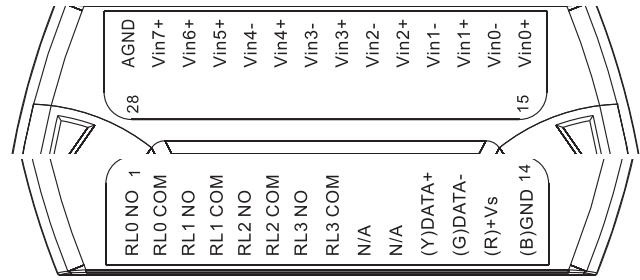 AGND
Vin7+
Vin6+
Vin5+
Vin4-
Vin4+
Vin3-
Vin3+
Vin2-
Vin2+
Vin1-
Vin1+
Vin0-
Vin0+
28
15
RL0 NO 1
RL0 COM
RL1 NO
RL1 COM
RL2 NO
RL2 COM
RL3 NO
RL3 COM
N/A
N/A
(Y)DATA+
(G)DATA-
(R)+Vs
(B)GND 14